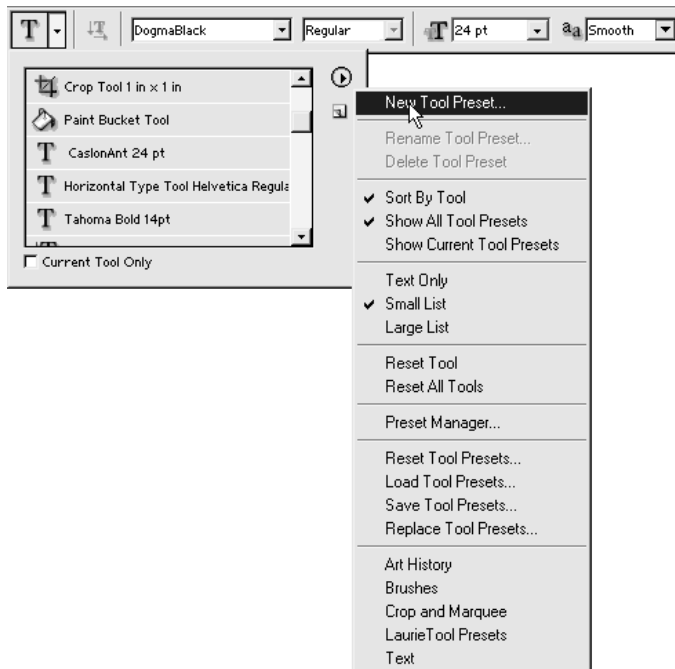 T T DogmaBlack Regular T 24 pt aa Smooth
Crop Tool 1 in x 1 in
Paint Bucket Tool
T CaslonAnt 24 pt
T Horizontal Type Tool Helvetica Regula
T Tahoma Bold 14pt
Current Tool Only
New Tool Preset...
Rename Tool Preset...
Delete Tool Preset
Sort By Tool
Show All Tool Presets
Show Current Tool Presets
Text Only
Small List
Large List
Reset Tool
Reset All Tools
Preset Manager...
Reset Tool Presets...
Load Tool Presets...
Save Tool Presets...
Replace Tool Presets...
Art History
Brushes
Crop and Marquee
LaurieTool Presets
Text